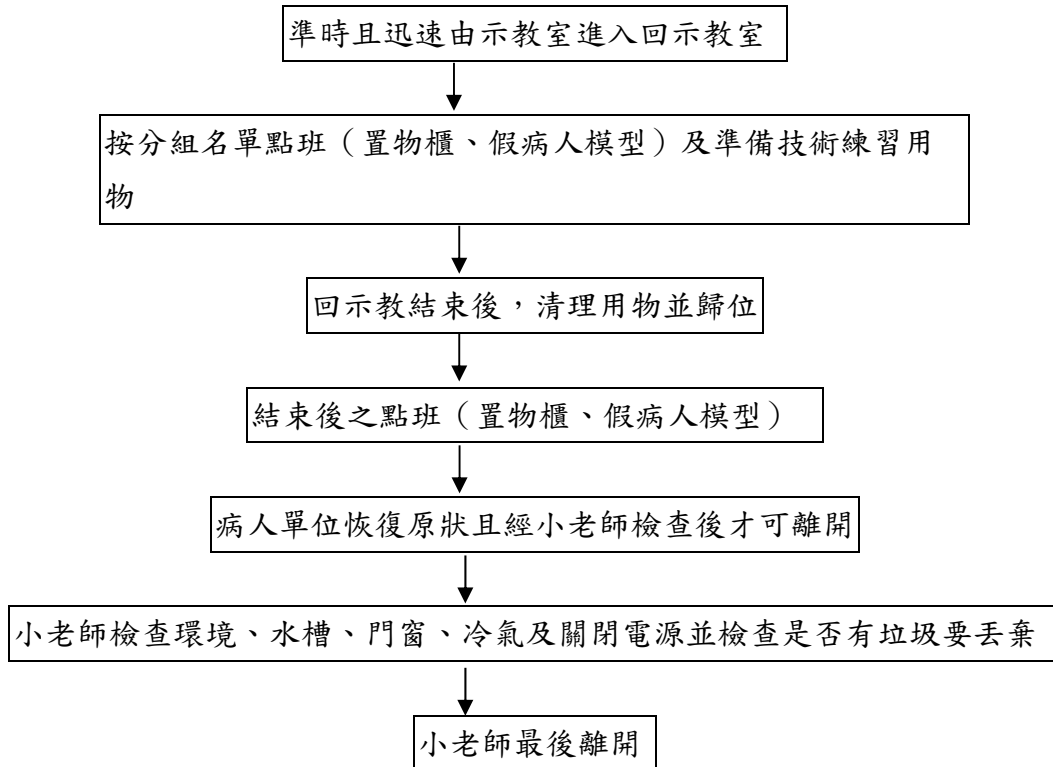 準時且迅速由示教室進入回示教室
按分組名單點班（置物櫃、假病人模型）及準備技術練習用
物
回示教結束後，清理用物並歸位
結束後之點班（置物櫃、假病人模型）
病人單位恢復原狀且經小老師檢查後才可離開
小老師檢查環境、水槽、門窗、冷氣及關閉電源並檢查是否有垃圾要丟棄
小老師最後離開